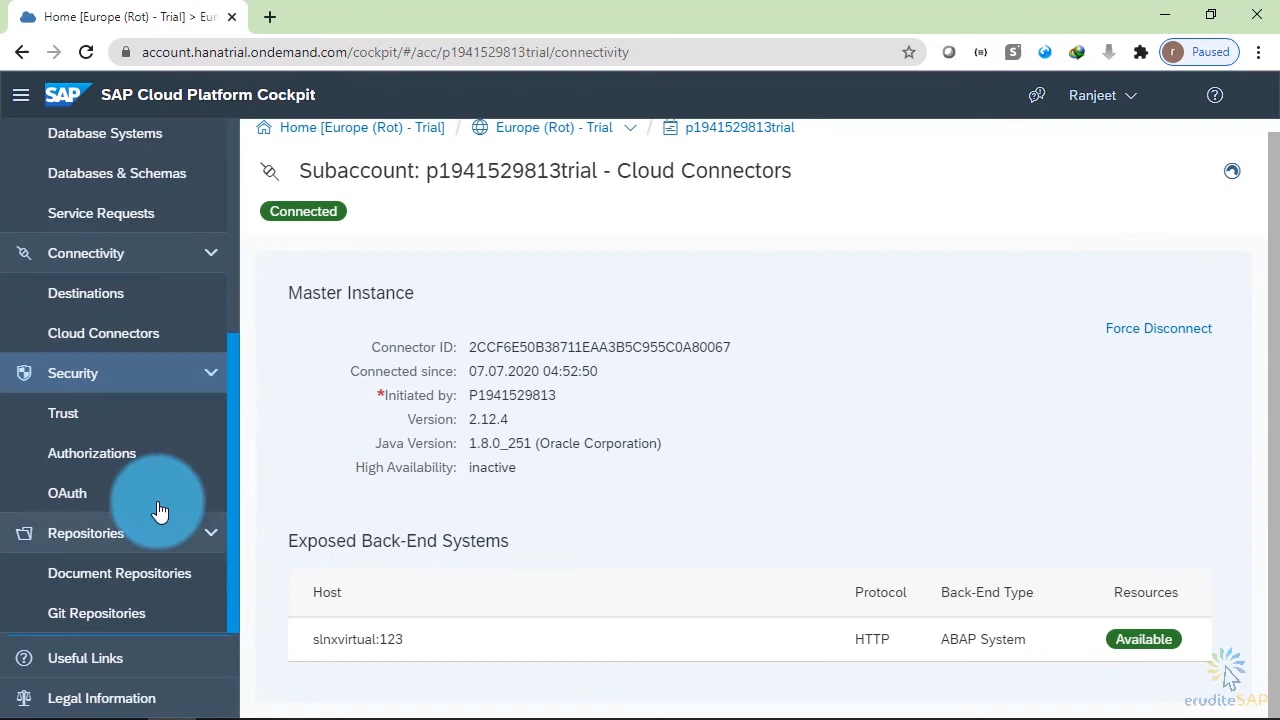 Home [Europe (Rot) - Trial] > Eur
account.hanatrial.ondemand.com/cockpit/#/acc/p1941529813trial/connectivity
r Paused
SAP SAP Cloud Platform Cockpit
Ranjeet
Database Systems
Databases & Schemas
Service Requests
Connectivity
Destinations
Cloud Connectors
Security
Trust
Authorizations
OAuth
Repositories
Document Repositories
Git Repositories
Useful Links
Legal Information
Home [Europe (Rot) - Trial] / Europe (Rot) - Trial / p1941529813trial
Subaccount: p1941529813trial - Cloud Connectors
Connected
Master Instance
Force Disconnect
Connector ID: 2CCF6E50B38711EAA3B5C955C0A80067
Connected since: 07.07.2020 04:52:50
*Initiated by: P1941529813
Version: 2.12.4
Java Version: 1.8.0_251 (Oracle Corporation)
High Availability: inactive
Exposed Back-End Systems
Host Protocol Back-End Type Resources
slnxvirtual:123 HTTP ABAP System Available
eruditeSAP